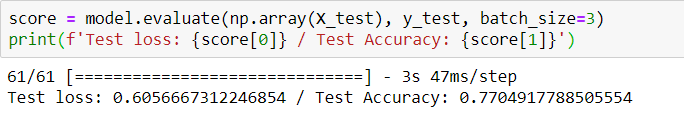 score = model.evaluate(np.array(X_test), y_test, batch_size=3)
print(f'Test loss: {score[0]} / Test Accuracy: {score[1]}')
61/61 [==============================] - 3s 47ms/step
Test loss: 0.6056667312246854 / Test Accuracy: 0.7704917788505554